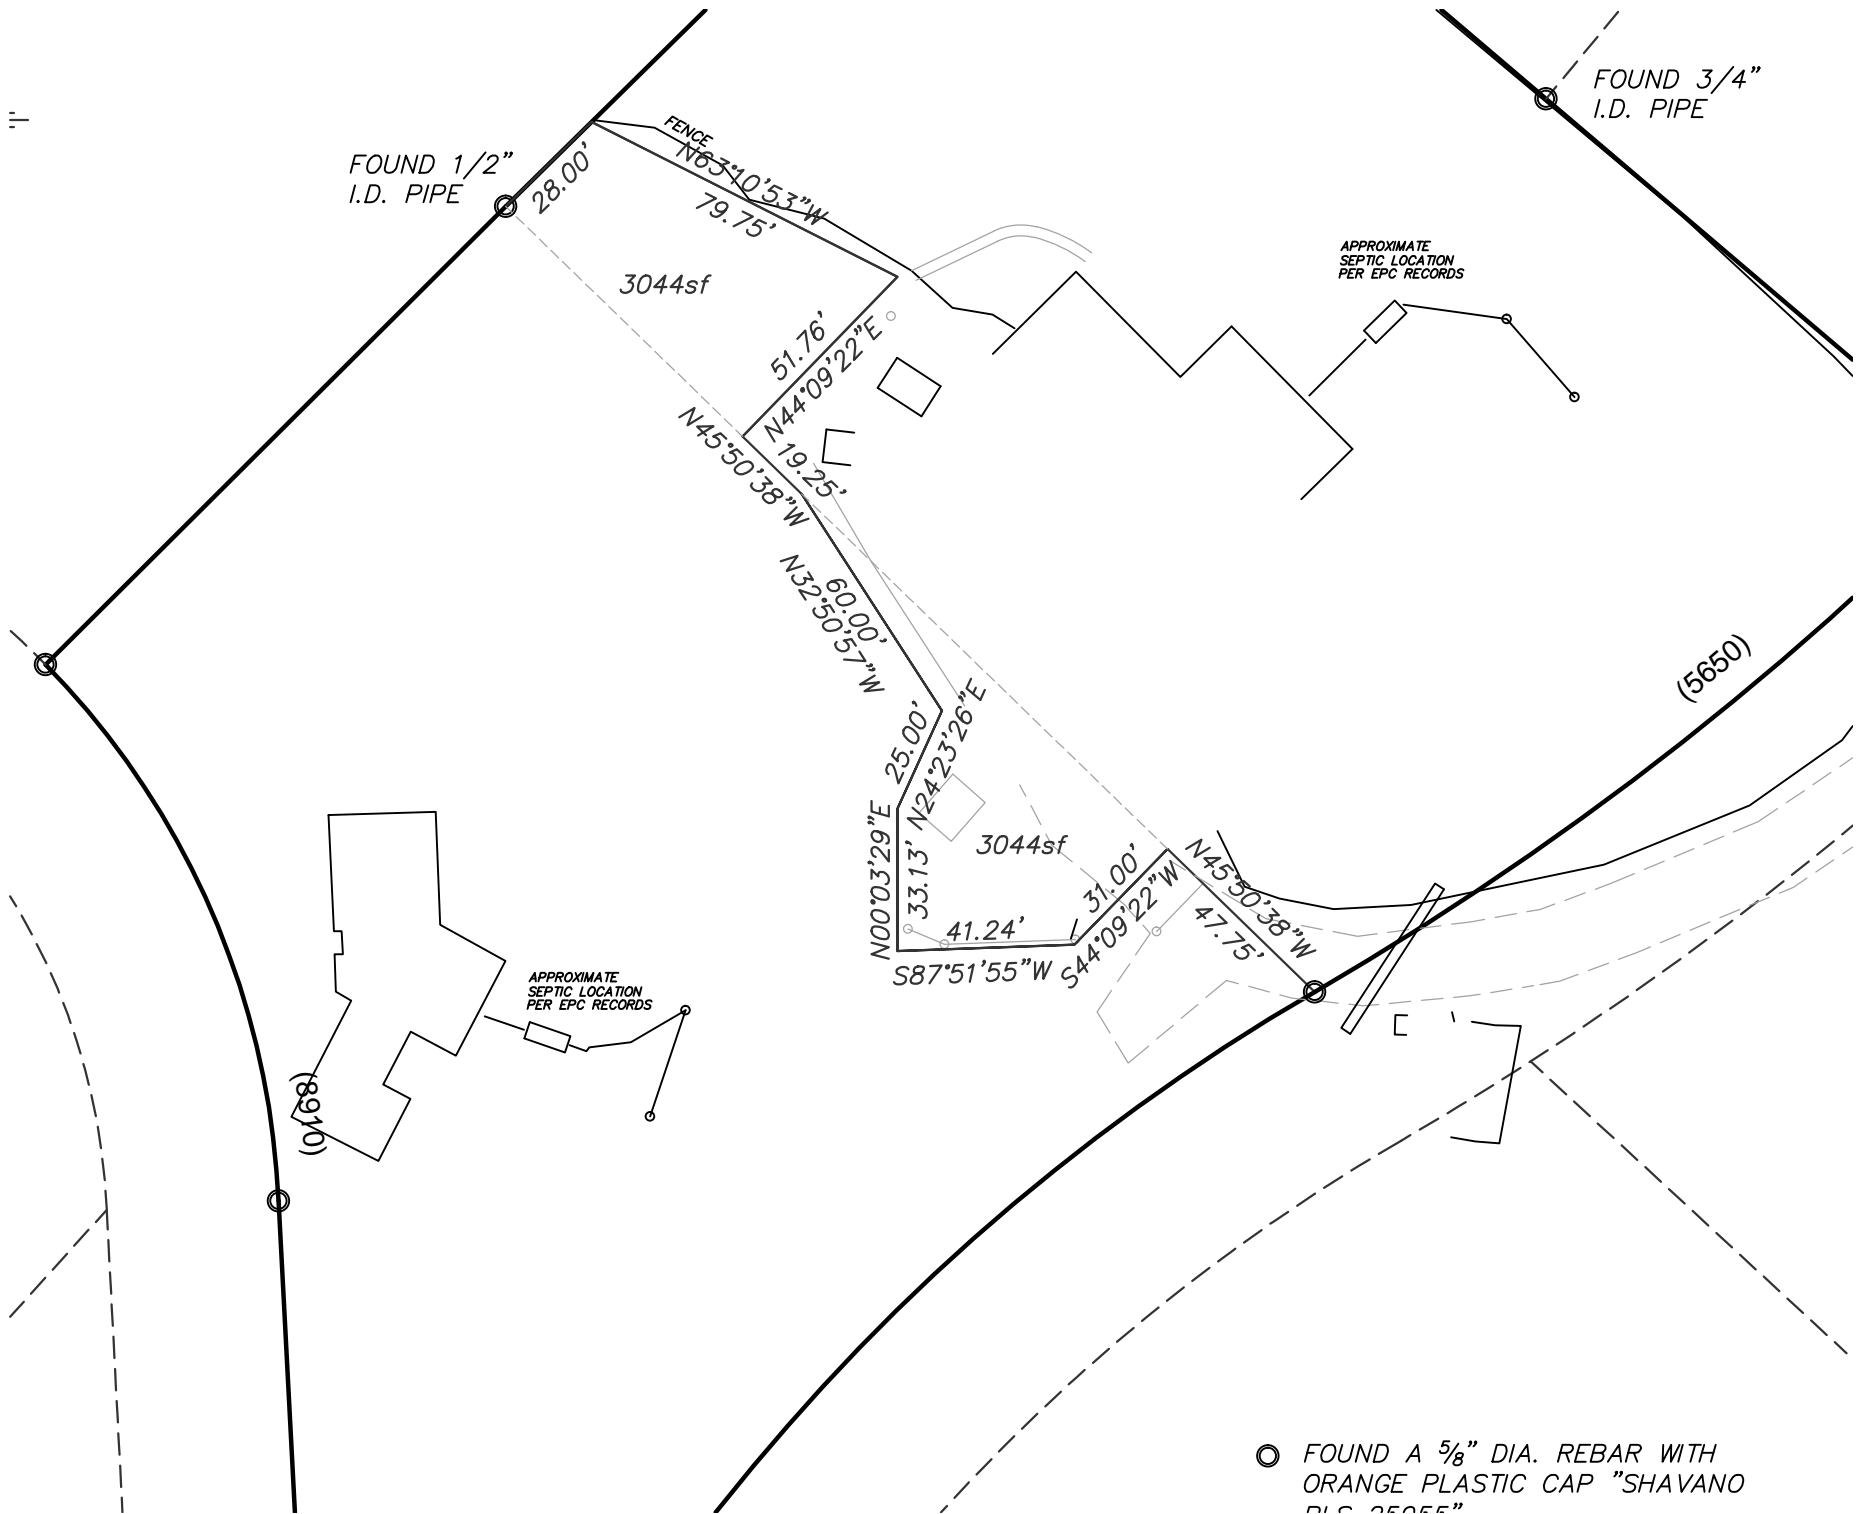 FOUND 3/4"
I.D. PIPE
FOUND 1/2"
I.D. PIPE
28.00'
FENCE
N63°10'53"W
79.75'
3044sf
APPROXIMATE
SEPTIC LOCATION
PER EPC RECORDS
51.76'
N44°09'22"E
19.25'
N45°50'38"W
60.00'
N32°50'57"W
(5650)
25.00'
N24°23'26"E
N00°03'29"E
33.13'
3044sf
31.00'
S44°09'22"W
N45°50'38"W
47.75'
41.24'
S87°51'55"W
APPROXIMATE
SEPTIC LOCATION
PER EPC RECORDS
(8910)
FOUND A 5/8" DIA. REBAR WITH
ORANGE PLASTIC CAP "SHAVANO